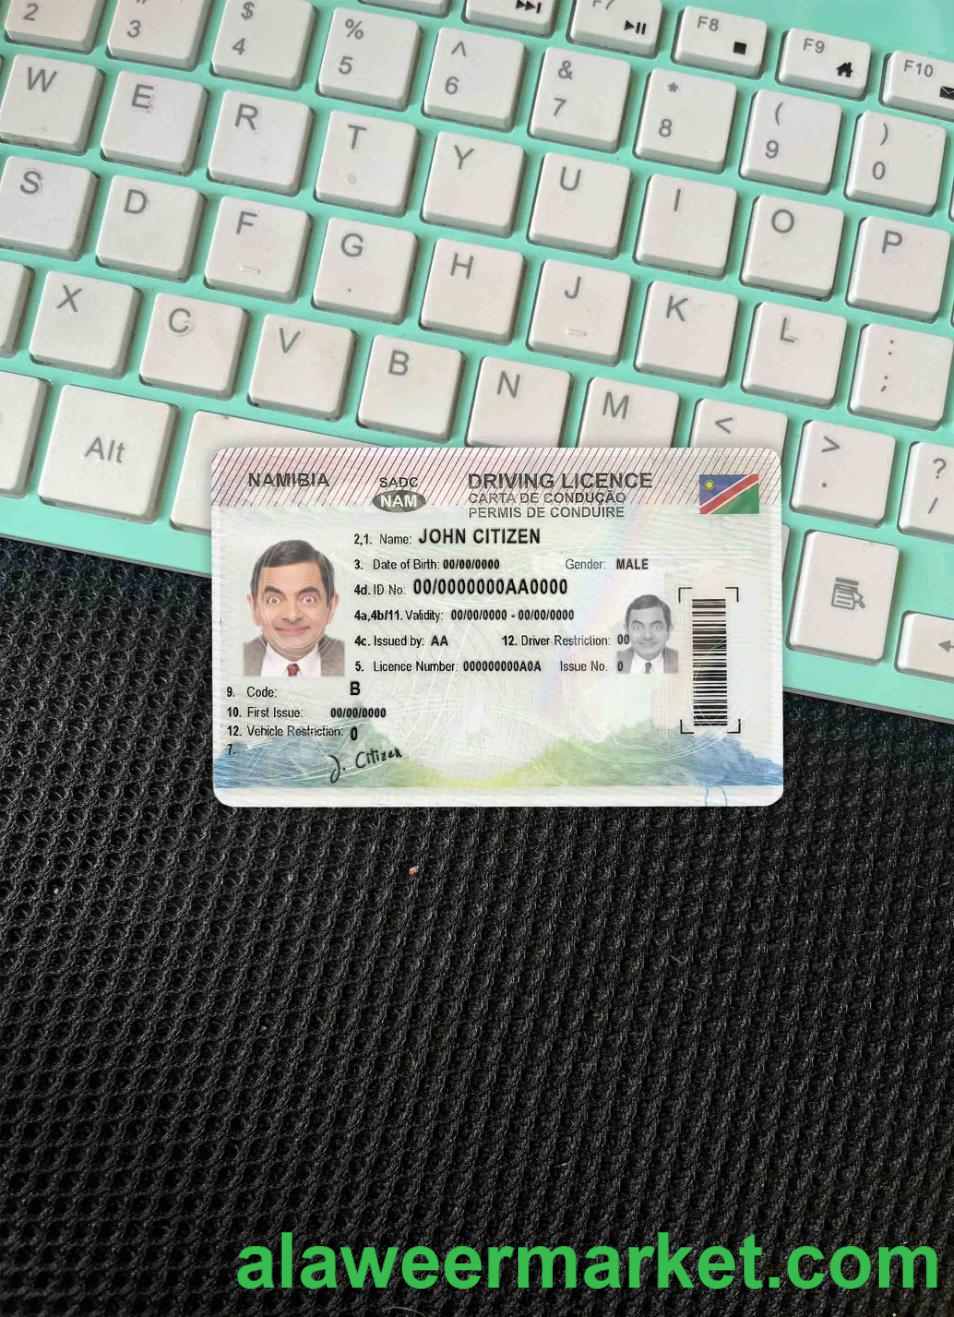 2
3
$
4
%
5
^
6
&
7
F7
*
8
F8
(
9
F9
)
0
F10
W
E
R
T
Y
U
I
O
P
S
D
F
G
H
J
K
L
:
;
X
C
V
B
N
M
<
>
.
?
/
Alt
NAMIBIA
SADC
NAM
DRIVING LICENCE
CARTA DE CONDUÇÃO
PERMIS DE CONDUIRE
2,1. Name: JOHN CITIZEN
3. Date of Birth: 00/00/0000 Gender: MALE
4d. ID No: 00/0000000AA0000
4a,4b/11. Validity: 00/00/0000 - 00/00/0000
4c. Issued by: AA 12. Driver Restriction: 00
5. Licence Number: 000000000A0A Issue No. 0
9. Code: B
10. First Issue: 00/00/0000
12. Vehicle Restriction: 0
7.
J. Citizen
alaweermarket.com